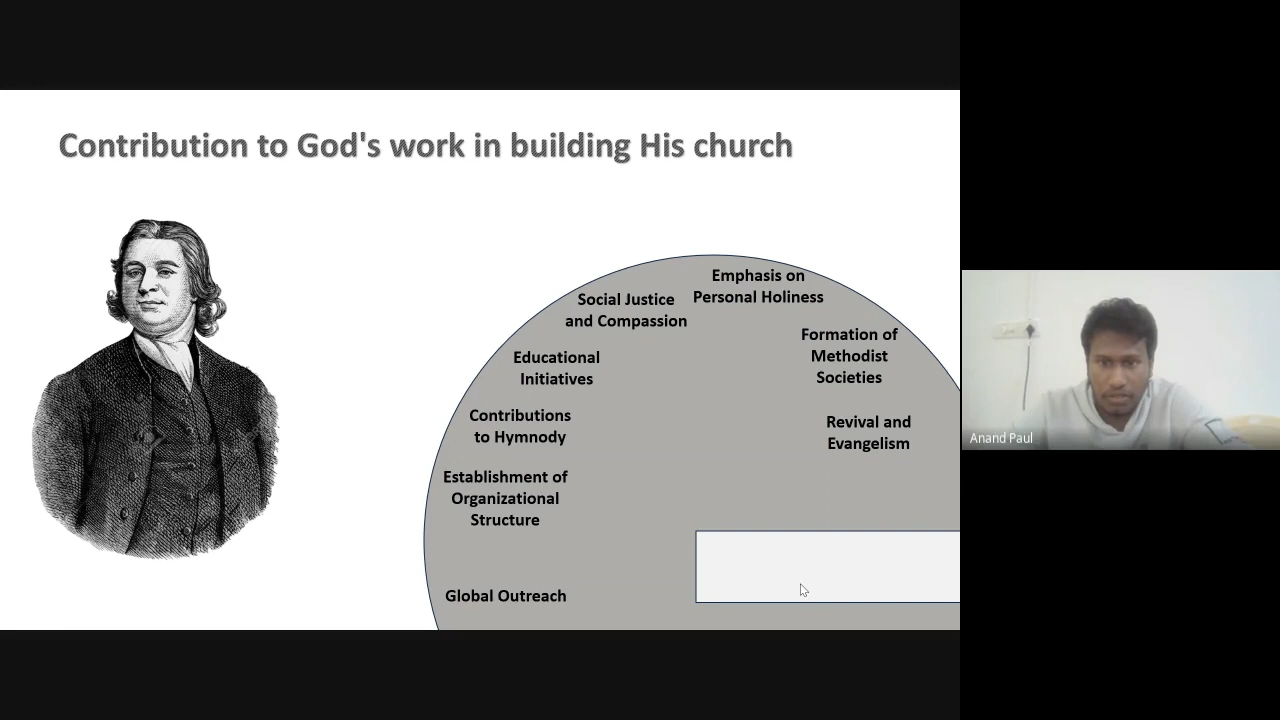 Contribution to God's work in building His church
Emphasis on
Personal Holiness
Social Justice
and Compassion
Formation of
Methodist
Societies
Educational
Initiatives
Contributions
to Hymnody
Revival and
Evangelism
Establishment of
Organizational
Structure
Global Outreach
Anand Paul